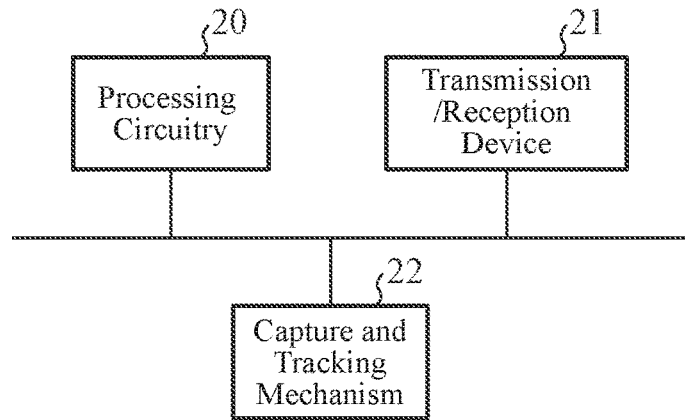 20
Processing
Circuitry
21
Transmission
/Reception
Device
22
Capture and
Tracking
Mechanism